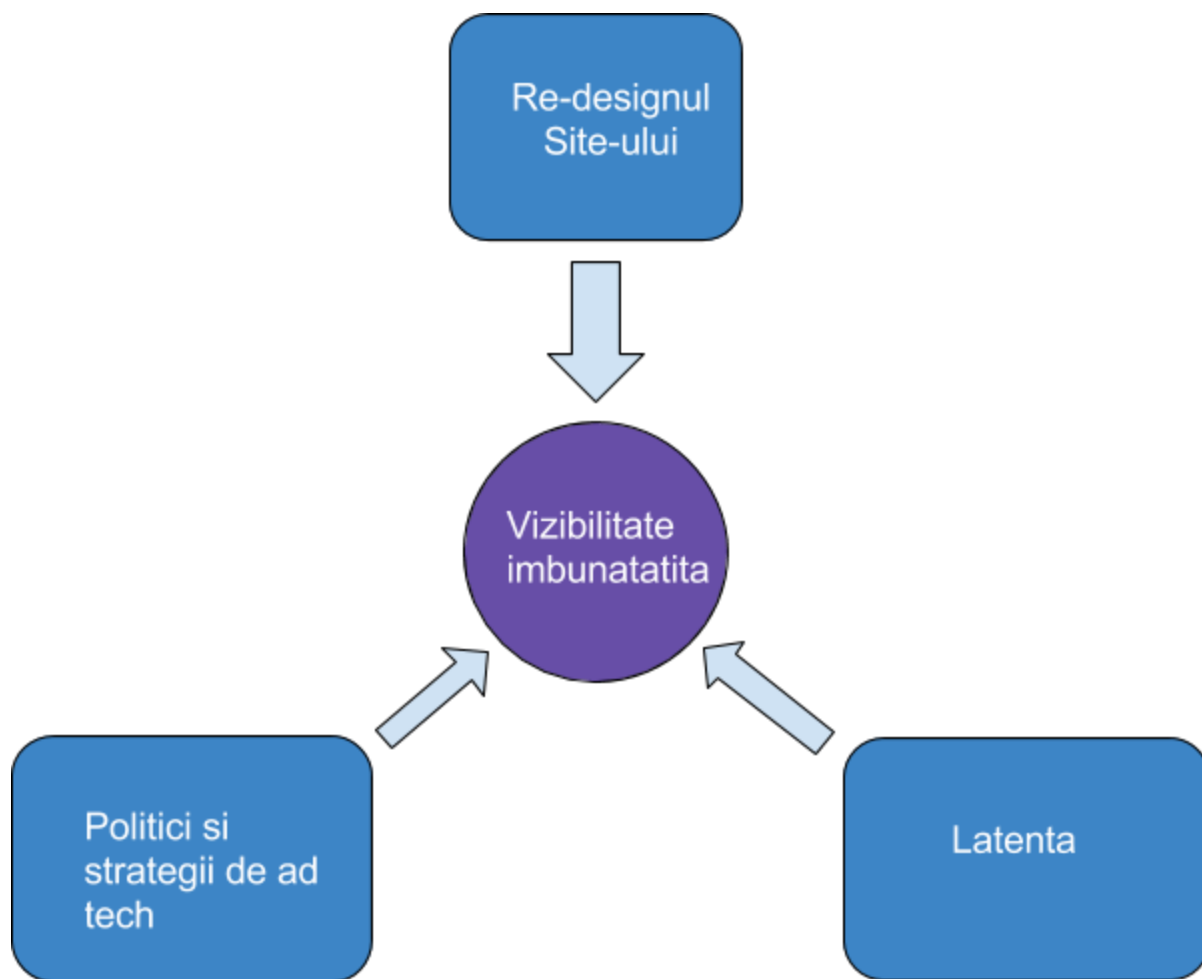 Re-designul
Site-ului
Vizibilitate
imbunatatita
Politici si
strategii de ad
tech
Latenta